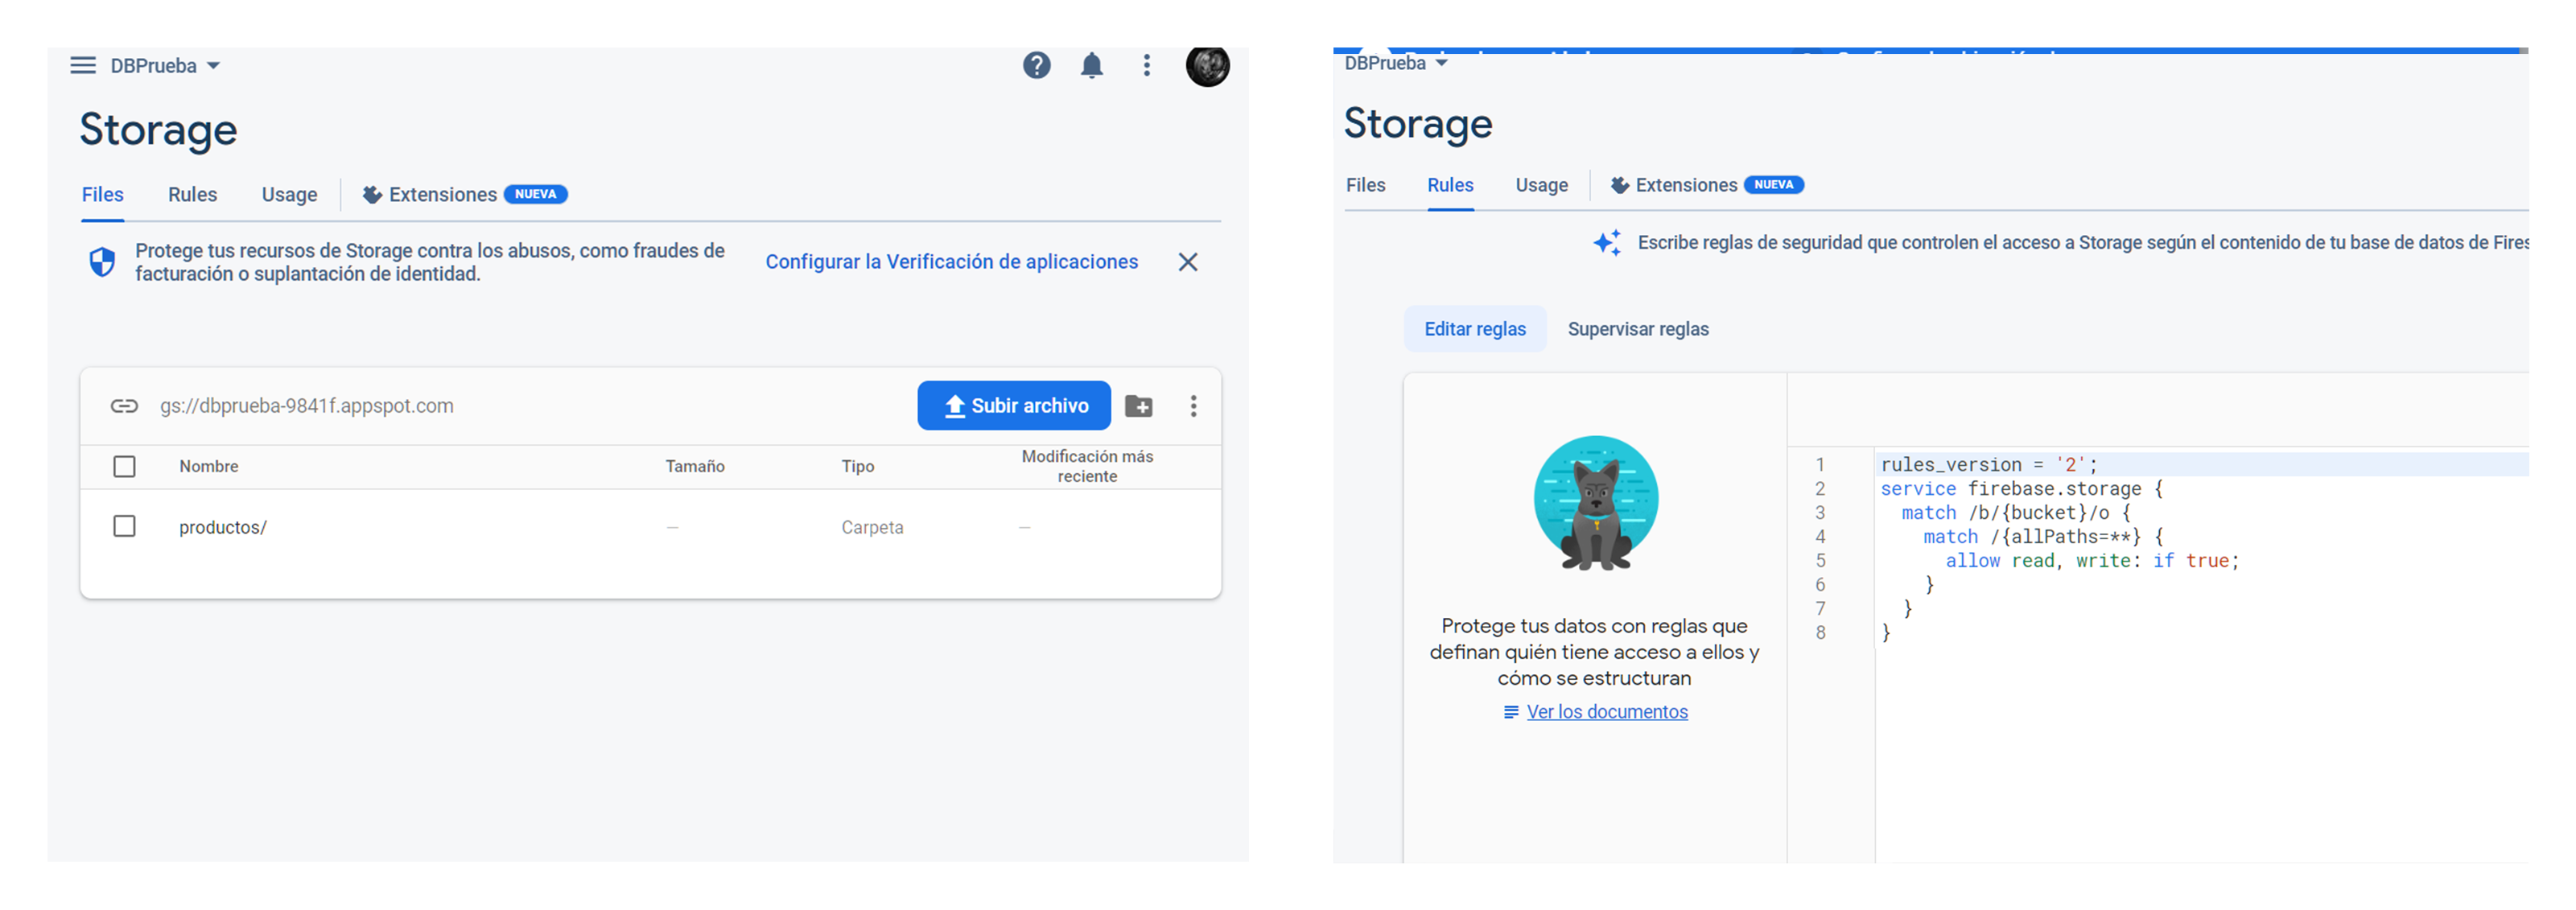 DBPrueba
Storage
Files Rules Usage Extensiones NUEVA
Protege tus recursos de Storage contra los abusos, como fraudes de
facturación o suplantación de identidad.
Configurar la Verificación de aplicaciones
gs://dbprueba-9841f.appspot.com
Subir archivo
Nombre Tamaño Tipo Modificación más
reciente
productos/ — Carpeta —
DBPrueba
Storage
Files Rules Usage Extensiones NUEVA
Escribe reglas de seguridad que controlen el acceso a Storage según el contenido de tu base de datos de Fires
Editar reglas Supervisar reglas
Protege tus datos con reglas que
definan quién tiene acceso a ellos y
cómo se estructuran
Ver los documentos
1 rules_version = '2';
2 service firebase.storage {
3 match /b/{bucket}/o {
4 match /{allPaths=**} {
5 allow read, write: if true;
6 }
7 }
8 }